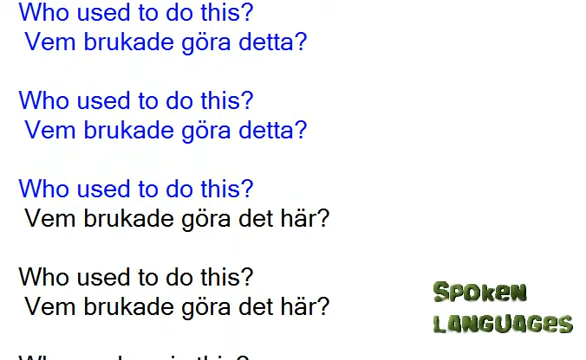 Who used to do this?
Vem brukade göra detta?
Who used to do this?
Vem brukade göra detta?
Who used to do this?
Vem brukade göra det här?
Who used to do this?
Vem brukade göra det här?
Spoken
Languages